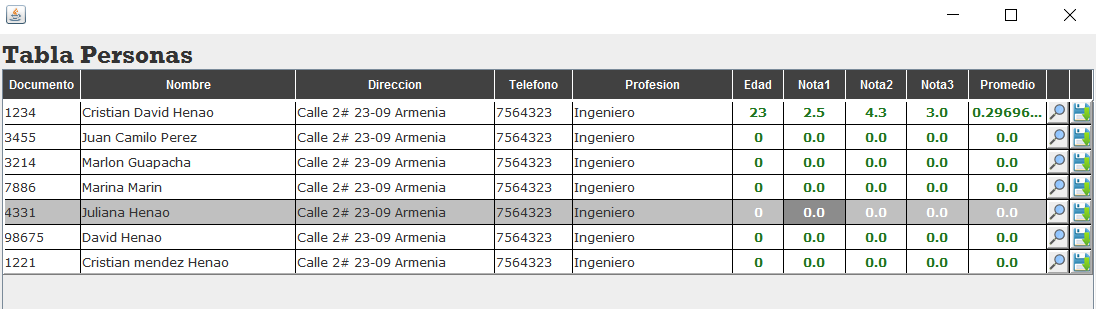 Tabla Personas
Documento Nombre Direccion Telefono Profesion Edad Nota1 Nota2 Nota3 Promedio
1234 Cristian David Henao Calle 2# 23-09 Armenia 7564323 Ingeniero 23 2.5 4.3 3.0 0.29696...
3455 Juan Camilo Perez Calle 2# 23-09 Armenia 7564323 Ingeniero 0 0.0 0.0 0.0 0.0
3214 Marlon Guapacha Calle 2# 23-09 Armenia 7564323 Ingeniero 0 0.0 0.0 0.0 0.0
7886 Marina Marin Calle 2# 23-09 Armenia 7564323 Ingeniero 0 0.0 0.0 0.0 0.0
4331 Juliana Henao Calle 2# 23-09 Armenia 7564323 Ingeniero 0 0.0 0.0 0.0 0.0
98675 David Henao Calle 2# 23-09 Armenia 7564323 Ingeniero 0 0.0 0.0 0.0 0.0
1221 Cristian mendez Henao Calle 2# 23-09 Armenia 7564323 Ingeniero 0 0.0 0.0 0.0 0.0